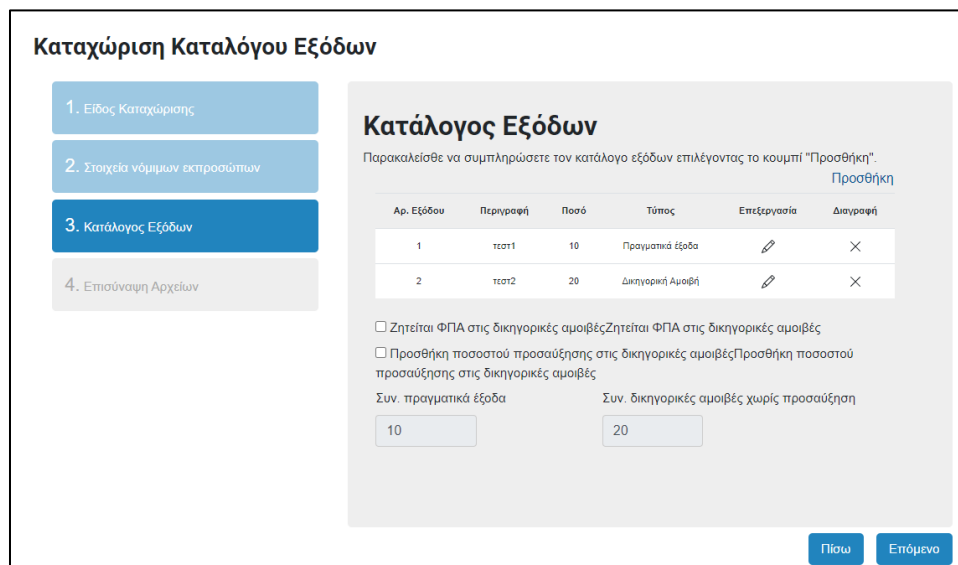 Καταχώριση Καταλόγου Εξόδων
1. Είδος Καταχώρισης
2. Στοιχεία νόμιμων εκπροσώπων
3. Κατάλογος Εξόδων
4. Επισύναψη Αρχείων
Κατάλογος Εξόδων
Παρακαλείσθε να συμπληρώσετε τον κατάλογο εξόδων επιλέγοντας το κουμπί "Προσθήκη".
Προσθήκη
Αρ. Εξόδου Περιγραφή Ποσό Τύπος Επεξεργασία Διαγραφή
1 τεστ1 10 Πραγματικά έξοδα
2 τεστ2 20 Δικηγορική Αμοιβή
Ζητείται ΦΠΑ στις δικηγορικές αμοιβέςΖητείται ΦΠΑ στις δικηγορικές αμοιβές
Προσθήκη ποσοστού προσαύξησης στις δικηγορικές αμοιβέςΠροσθήκη ποσοστού
προσαύξησης στις δικηγορικές αμοιβές
Συν. πραγματικά έξοδα Συν. δικηγορικές αμοιβές χωρίς προσαύξηση
10 20
Πίσω Επόμενο